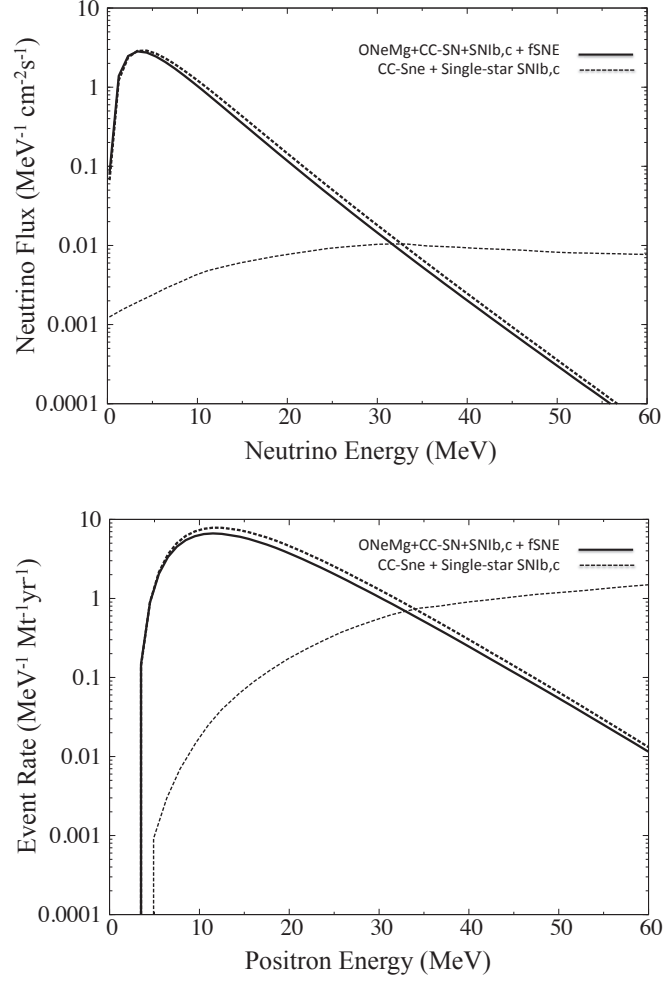 10
1
0.1
0.01
0.001
0.0001
Neutrino Flux (MeV-1 cm-2s-1)
ONeMg+CC-SN+SNIb,c + fSNE
CC-Sne + Single-star SNIb,c
0 10 20 30 40 50 60
Neutrino Energy (MeV)
10
1
0.1
0.01
0.001
0.0001
Event Rate (MeV-1 Mt-1yr-1)
ONeMg+CC-SN+SNIb,c + fSNE
CC-Sne + Single-star SNIb,c
0 10 20 30 40 50 60
Positron Energy (MeV)